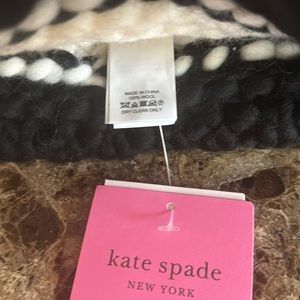 MADE IN CHINA
100% WOOL
DRY CLEAN ONLY
kate spade
NEW YORK